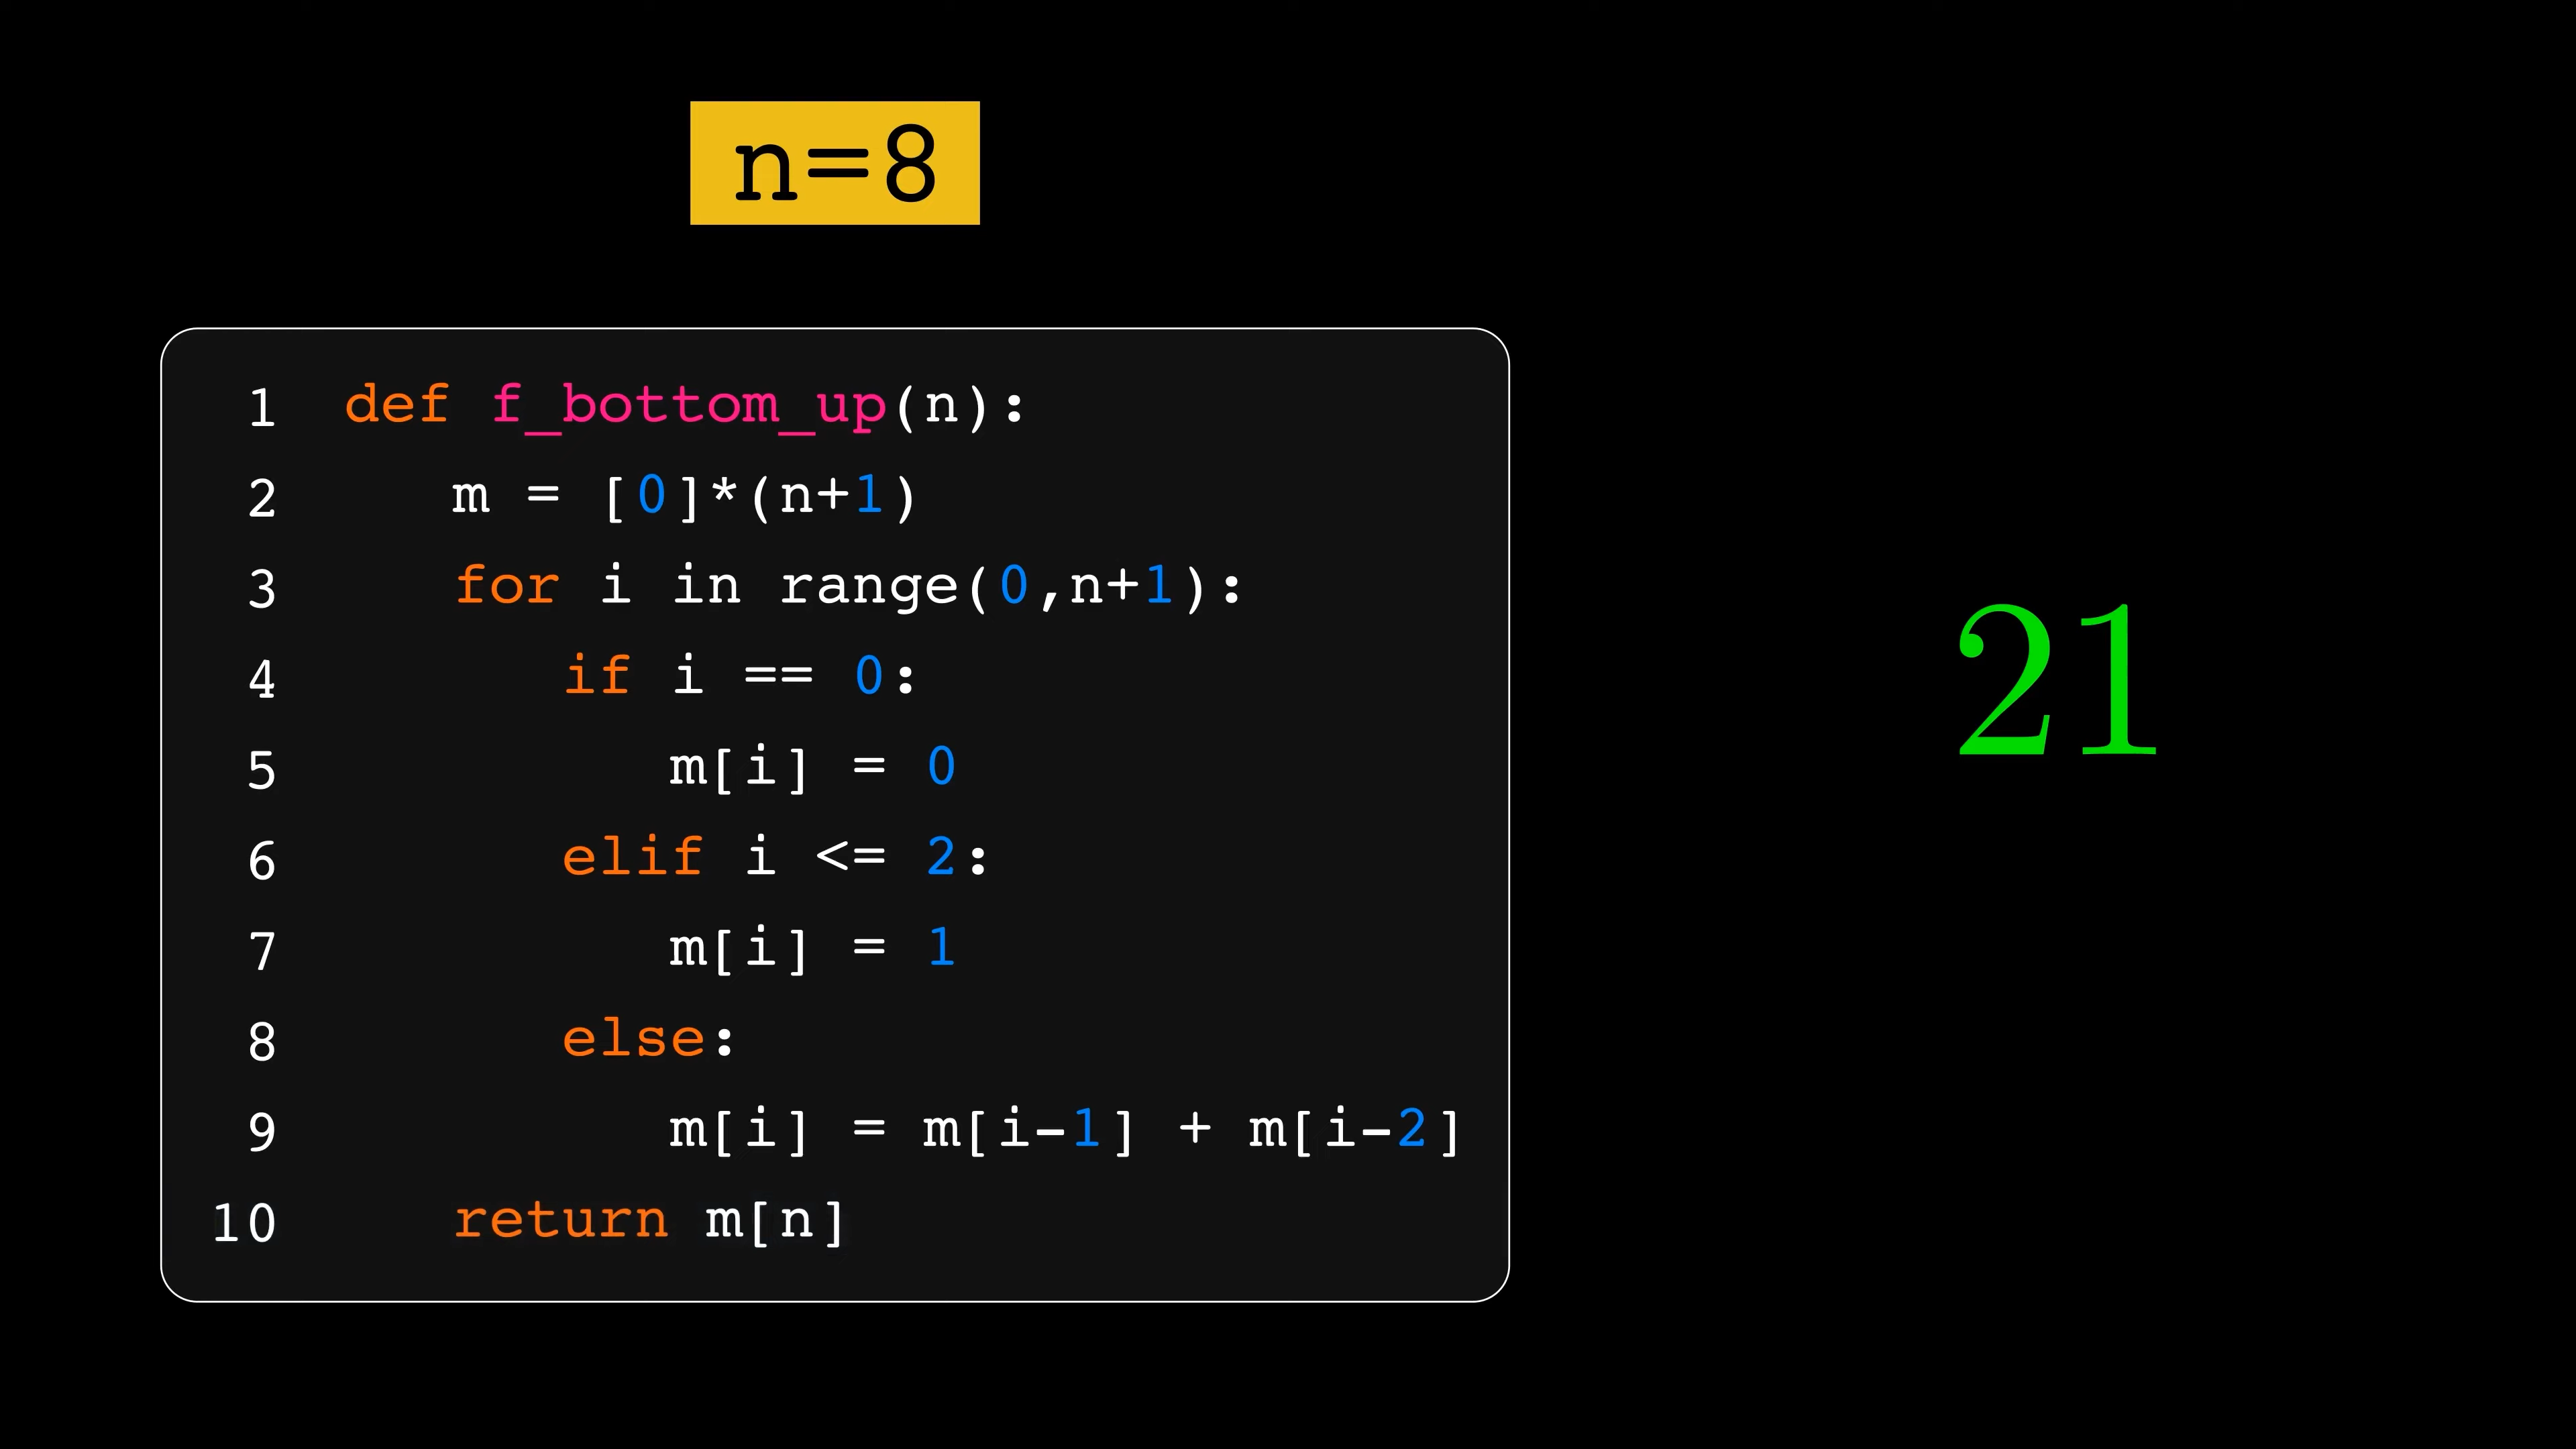 n=8
1 def f_bottom_up(n):
2 m = [0]*(n+1)
3 for i in range(0,n+1):
4 if i == 0:
5 m[i] = 0
6 elif i <= 2:
7 m[i] = 1
8 else:
9 m[i] = m[i-1] + m[i-2]
10 return m[n]
21